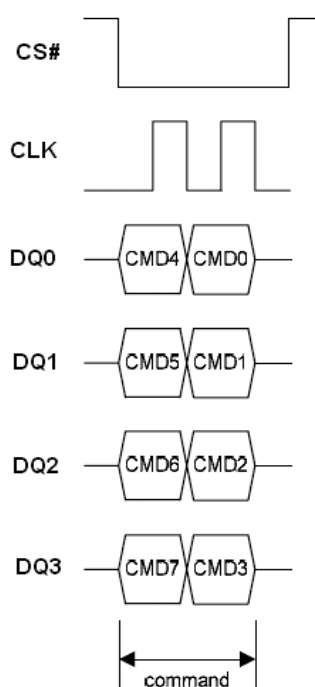 CS#
CLK
DQ0 CMD4 CMD0
DQ1 CMD5 CMD1
DQ2 CMD6 CMD2
DQ3 CMD7 CMD3
command